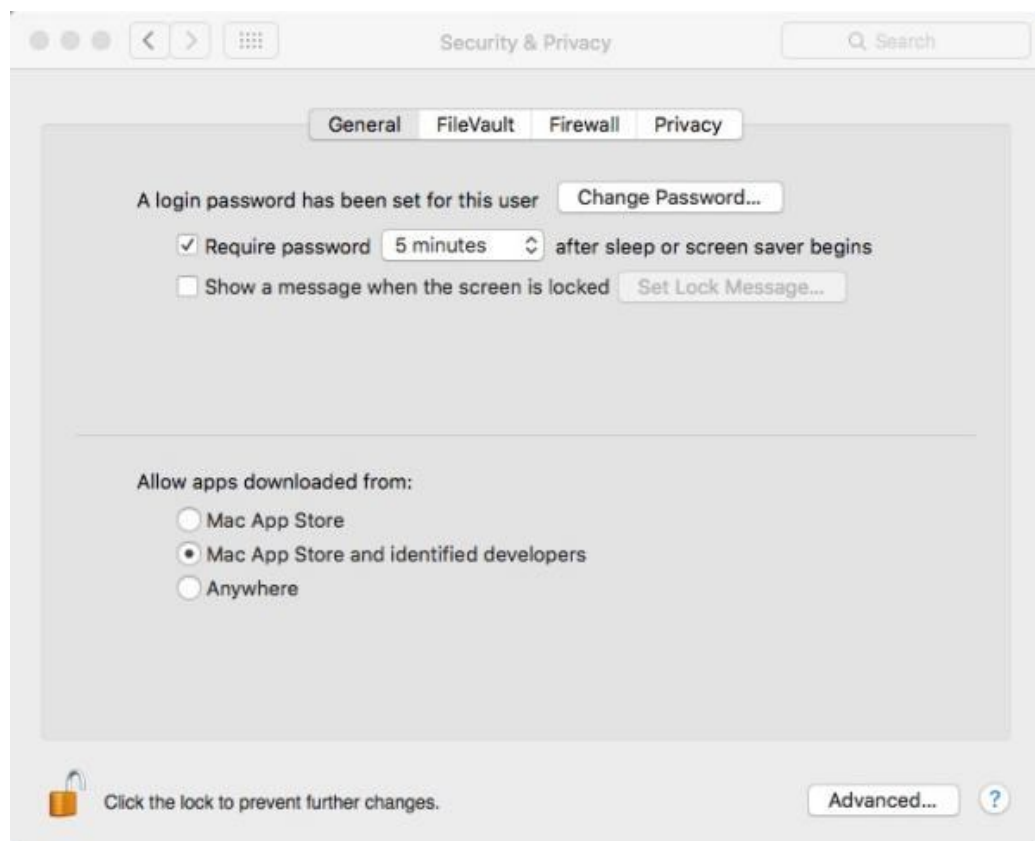 Security & Privacy
Search
General FileVault Firewall Privacy
A login password has been set for this user Change Password...
Require password 5 minutes after sleep or screen saver begins
Show a message when the screen is locked Set Lock Message...
Allow apps downloaded from:
Mac App Store
Mac App Store and identified developers
Anywhere
Click the lock to prevent further changes. Advanced... ?